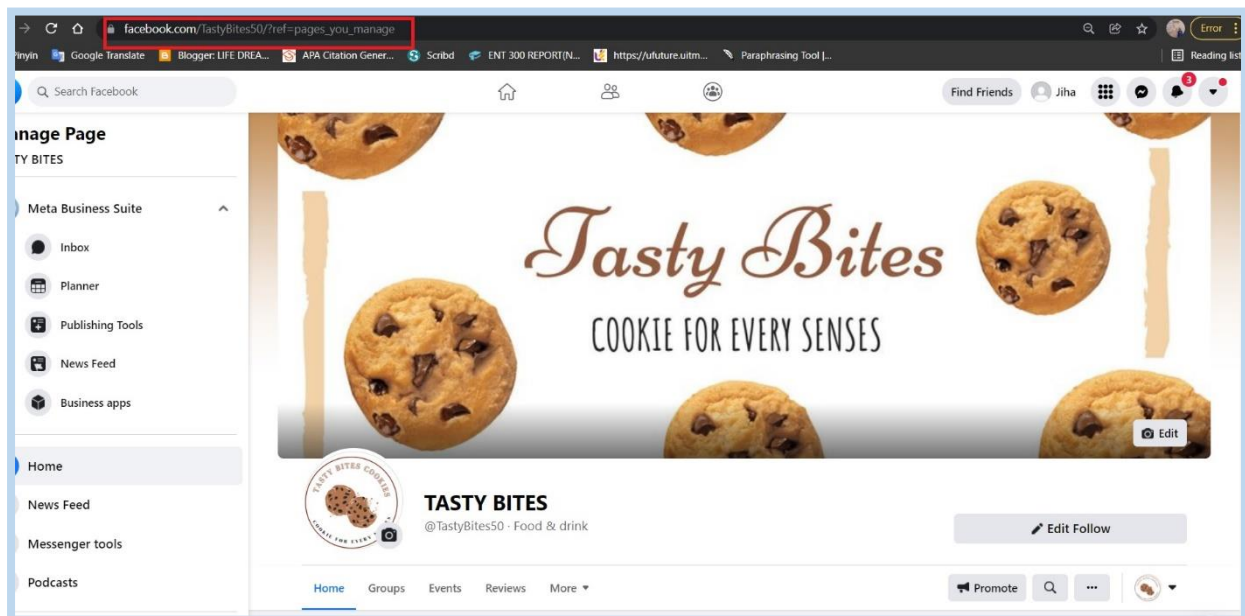 facebook.com/TastyBites50/?ref=pages_you_manage
Error
Pinyin Google Translate Blogger: LIFE DREA... APA Citation Gener... Scribd ENT 300 REPORT(N... https://ufuture.uitm... Paraphrasing Tool |... Reading list
Search Facebook
Find Friends Jiha 3
anage Page
TY BITES
Meta Business Suite
Inbox
Planner
Publishing Tools
News Feed
Business apps
Home
News Feed
Messenger tools
Podcasts
Tasty Bites
COOKIE FOR EVERY SENSES
Edit
TASTY BITES COOKIES
TASTY BITES
@TastyBites50 · Food & drink
Edit Follow
Home Groups Events Reviews More
Promote